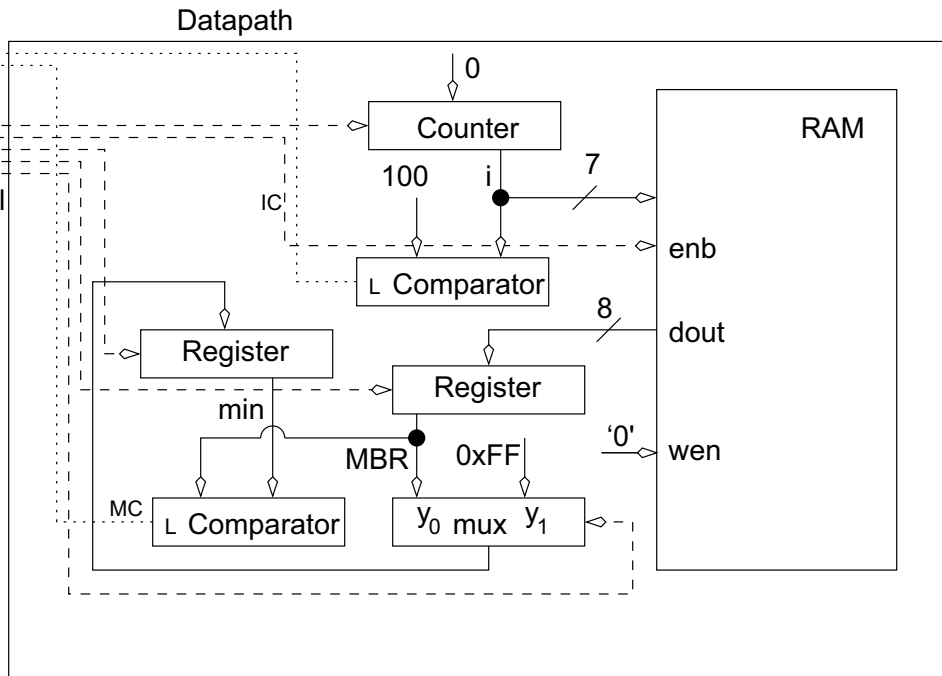 Datapath
0
Counter
RAM
100
i
7
IC
enb
L Comparator
8
dout
Register
Register
min
MBR
0xFF
'0'
wen
MC
L Comparator
y0 mux y1